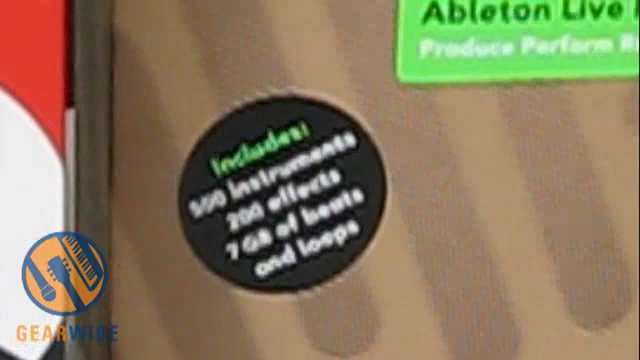 Ableton Live
Produce Perform
Includes:
500 instruments
200 effects
7 GB of beats
and loops
GEARWIRE